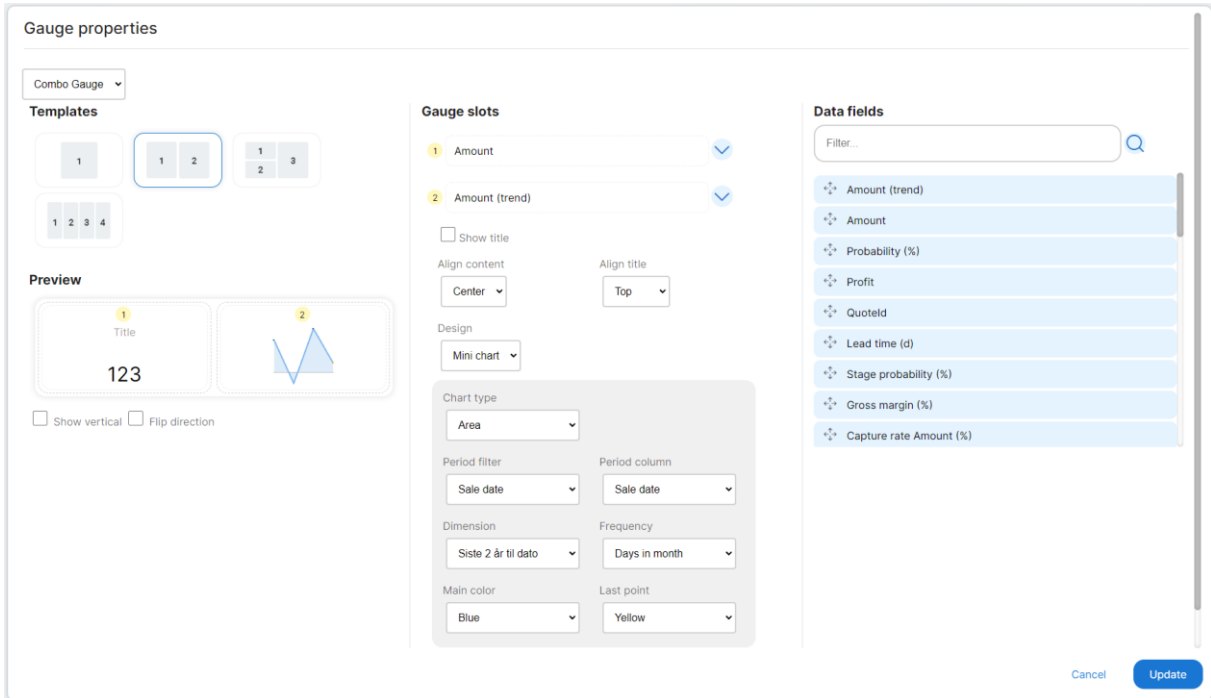 Gauge properties
Combo Gauge
Templates
1
1 2
1 2 3
1 2 3 4
Preview
1
Title
123
2
Show vertical Flip direction
Gauge slots
1 Amount
2 Amount (trend)
Show title
Align content Align title
Center Top
Design
Mini chart
Chart type
Area
Period filter Period column
Sale date Sale date
Dimension Frequency
Siste 2 år til dato Days in month
Main color Last point
Blue Yellow
Data fields
Filter...
Amount (trend)
Amount
Probability (%)
Profit
QuoteId
Lead time (d)
Stage probability (%)
Gross margin (%)
Capture rate Amount (%)
Cancel Update